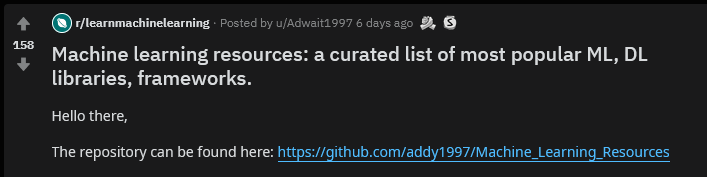 r/learnmachinelearning · Posted by u/Adwait1997 6 days ago
158
Machine learning resources: a curated list of most popular ML, DL
libraries, frameworks.
Hello there,
The repository can be found here: https://github.com/addy1997/Machine_Learning_Resources